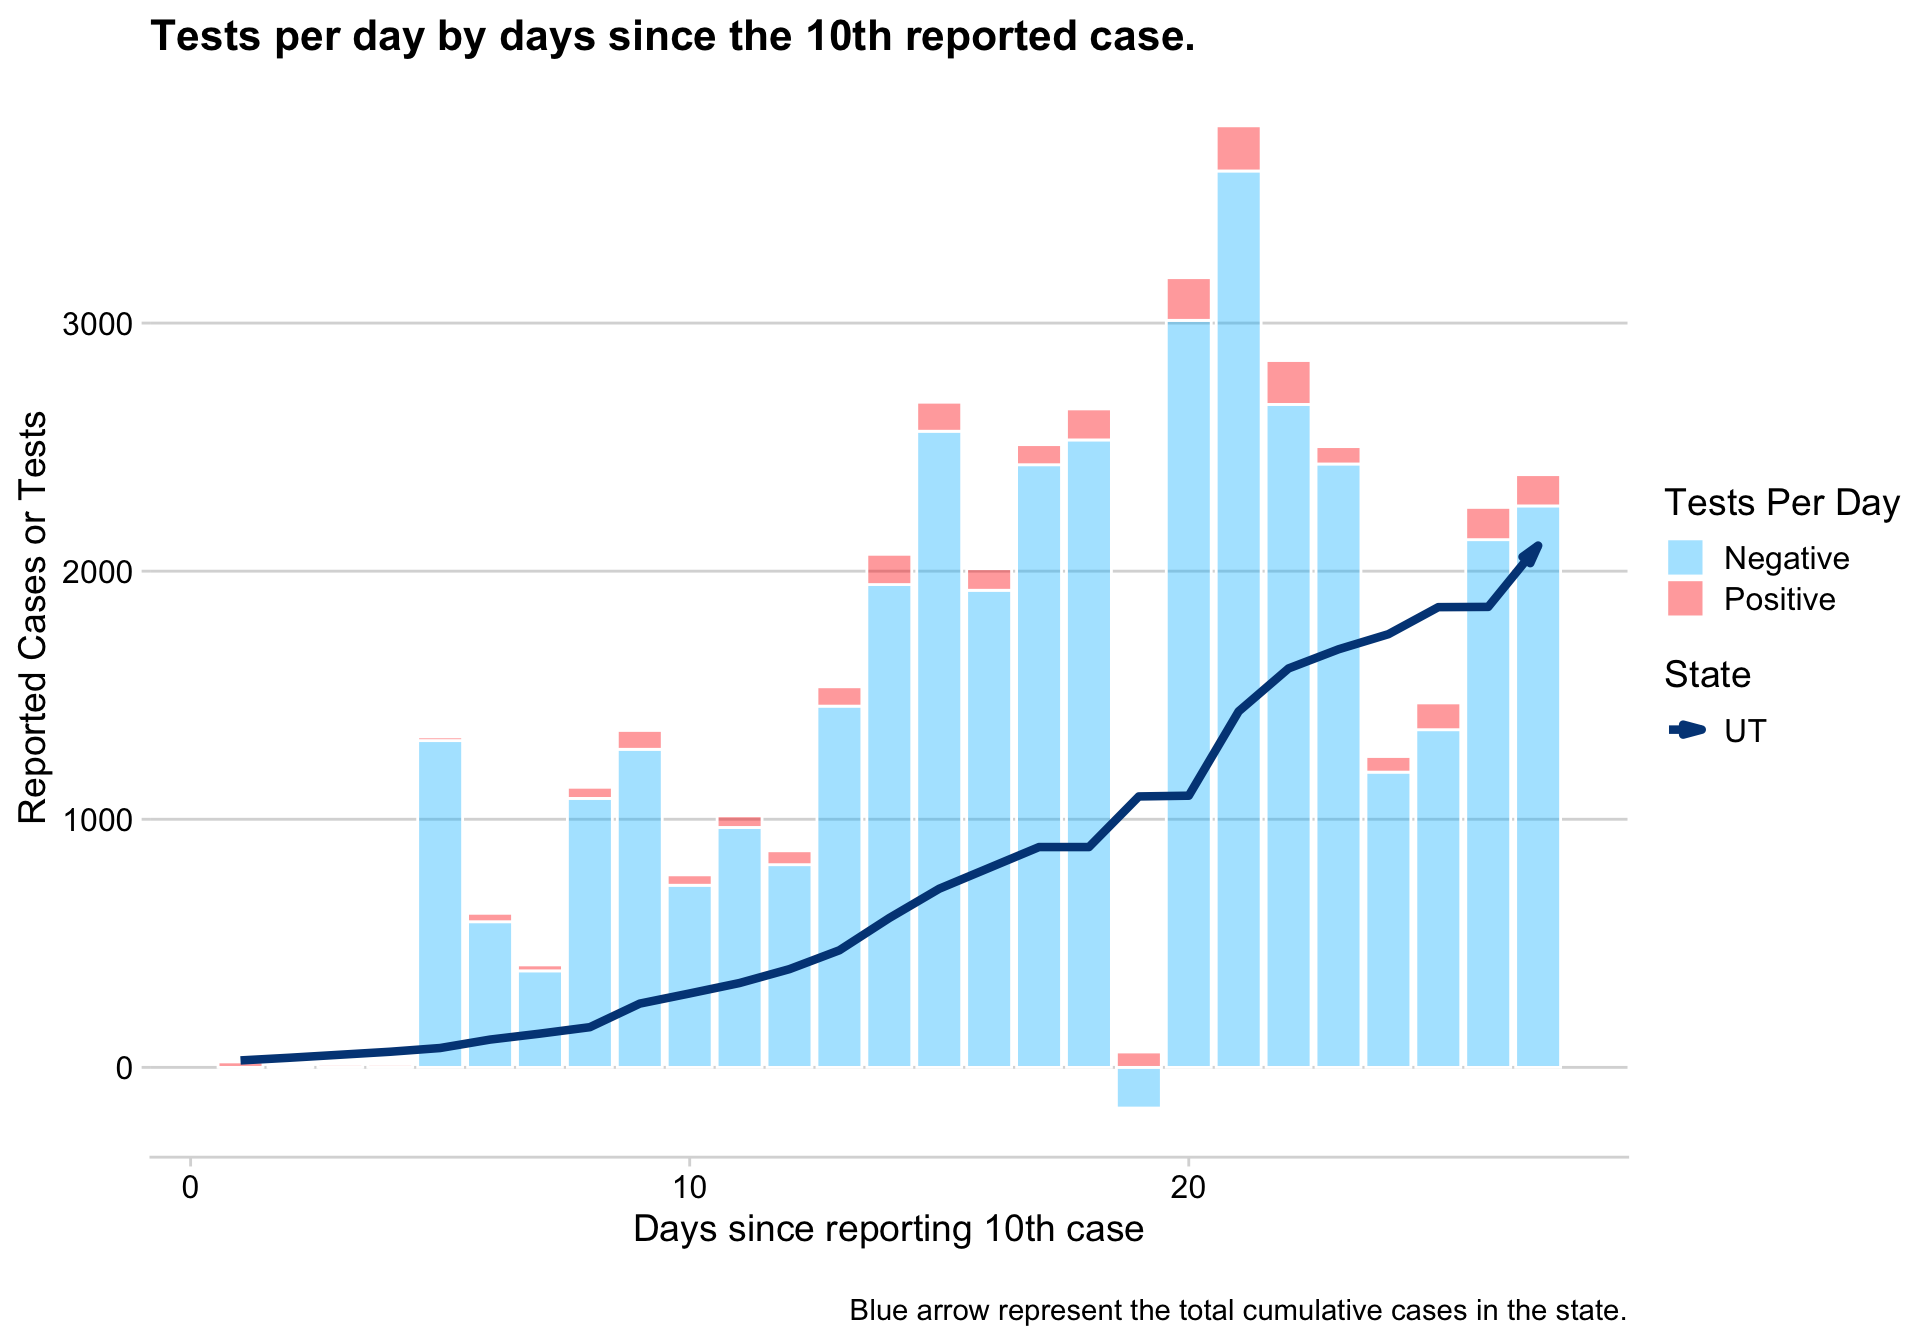 Tests per day by days since the 10th reported case.
Reported Cases or Tests
3000
2000
1000
0
0
10
20
Days since reporting 10th case
Tests Per Day
Negative
Positive
State
UT
Blue arrow represent the total cumulative cases in the state.